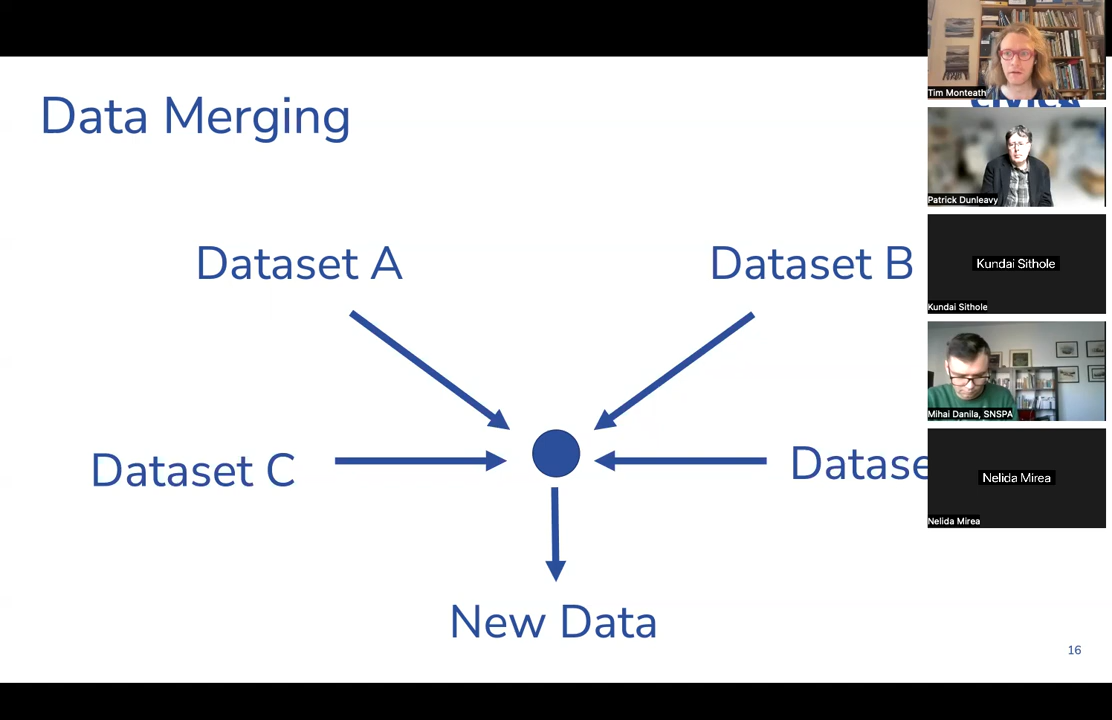 Data Merging
Dataset A
Dataset B
Dataset C
Datase
New Data
16
Tim Monteath
Patrick Dunleavy
Kundai Sithole
Kundai Sithole
Mihai Danila, SNSPA
Nelida Mirea
Nelida Mirea